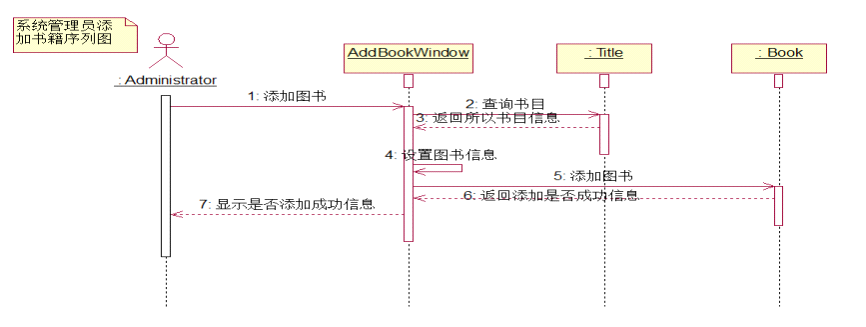 系统管理员添
加书籍序列图
: Administrator
AddBookWindow
: Title
: Book
1: 添加图书
2: 查询书目
3: 返回所以书目信息
4: 设置图书信息
5: 添加图书
6: 返回添加是否成功信息
7: 显示是否添加成功信息